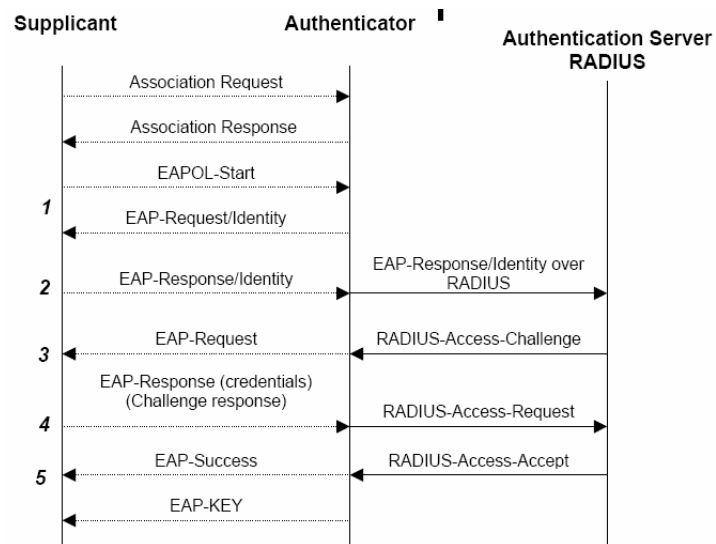 Supplicant
Authenticator
Authentication Server
RADIUS
Association Request
Association Response
EAPOL-Start
1
EAP-Request/Identity
2
EAP-Response/Identity
EAP-Response/Identity over
RADIUS
3
EAP-Request
RADIUS-Access-Challenge
EAP-Response (credentials)
(Challenge response)
4
RADIUS-Access-Request
5
EAP-Success
RADIUS-Access-Accept
EAP-KEY